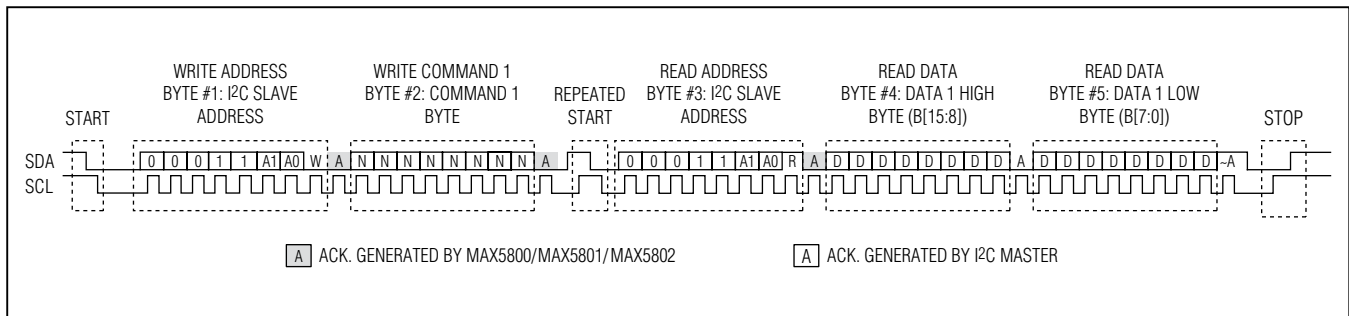 WRITE ADDRESS
BYTE #1: I²C SLAVE
ADDRESS
WRITE COMMAND 1
BYTE #2: COMMAND 1
BYTE
READ ADDRESS
BYTE #3: I²C SLAVE
ADDRESS
READ DATA
BYTE #4: DATA 1 HIGH
BYTE (B[15:8])
READ DATA
BYTE #5: DATA 1 LOW
BYTE (B[7:0])
START
REPEATED
START
STOP
SDA
0 0 0 1 1 A1 A0 W A N N N N N N N N A 0 0 0 1 1 A1 A0 R A D D D D D D D D A D D D D D D D D ~A
SCL
A ACK. GENERATED BY MAX5800/MAX5801/MAX5802
A ACK. GENERATED BY I²C MASTER